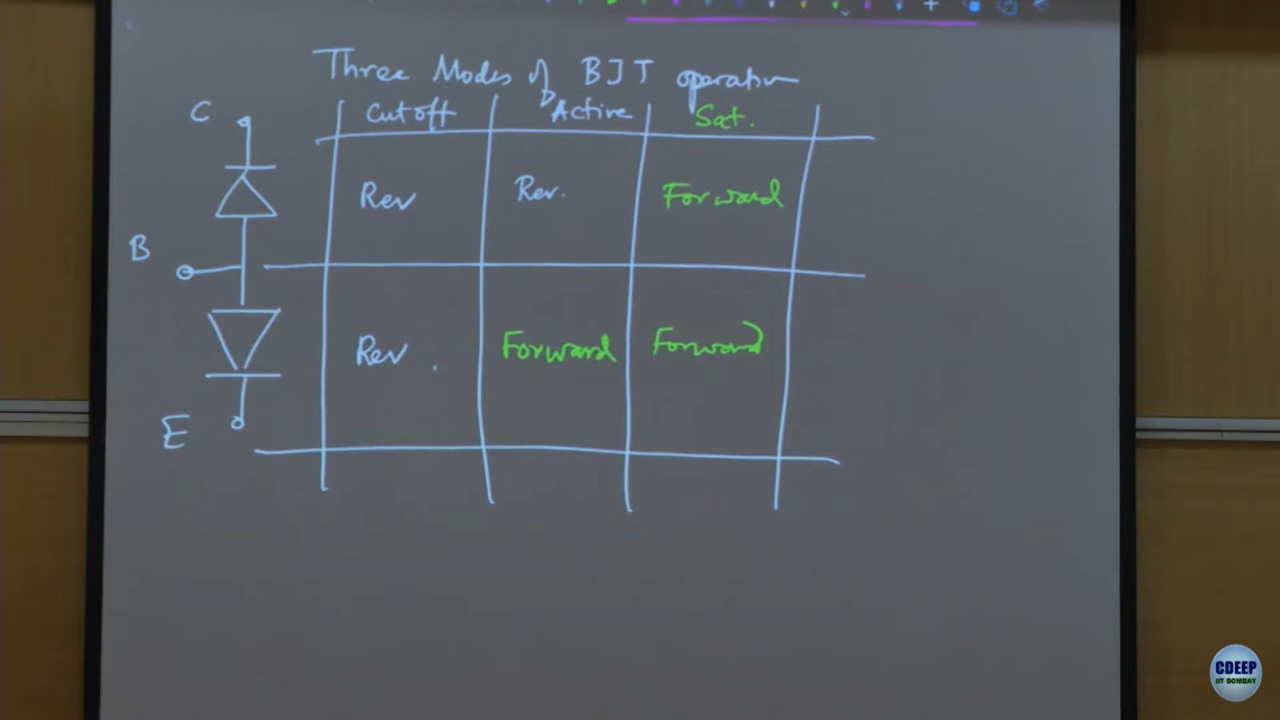 Three Modes of BJT operation
C Cutoff Active Sat.
Rev Rev. Forward
B
Rev. Forward Forward
E
CDEEP
IIT BOMBAY